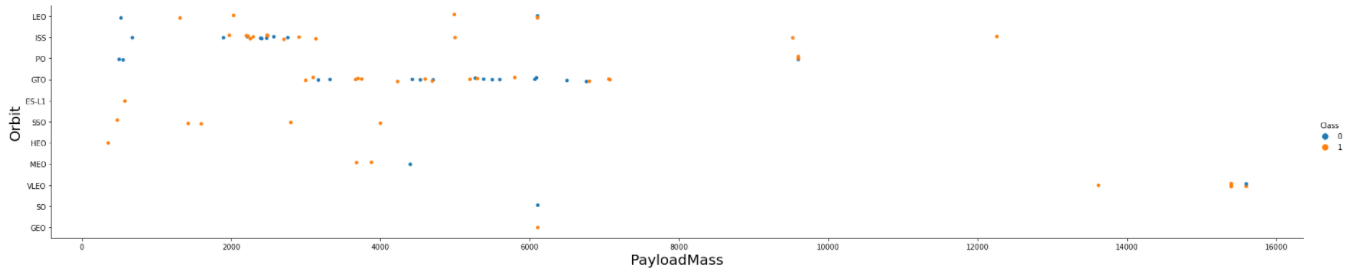 LEO
ISS
PO
GTO
ES-L1
SSO
HEO
MEO
VLEO
SO
GEO
Orbit
0 2000 4000 6000 8000 10000 12000 14000 16000
PayloadMass
Class
0
1